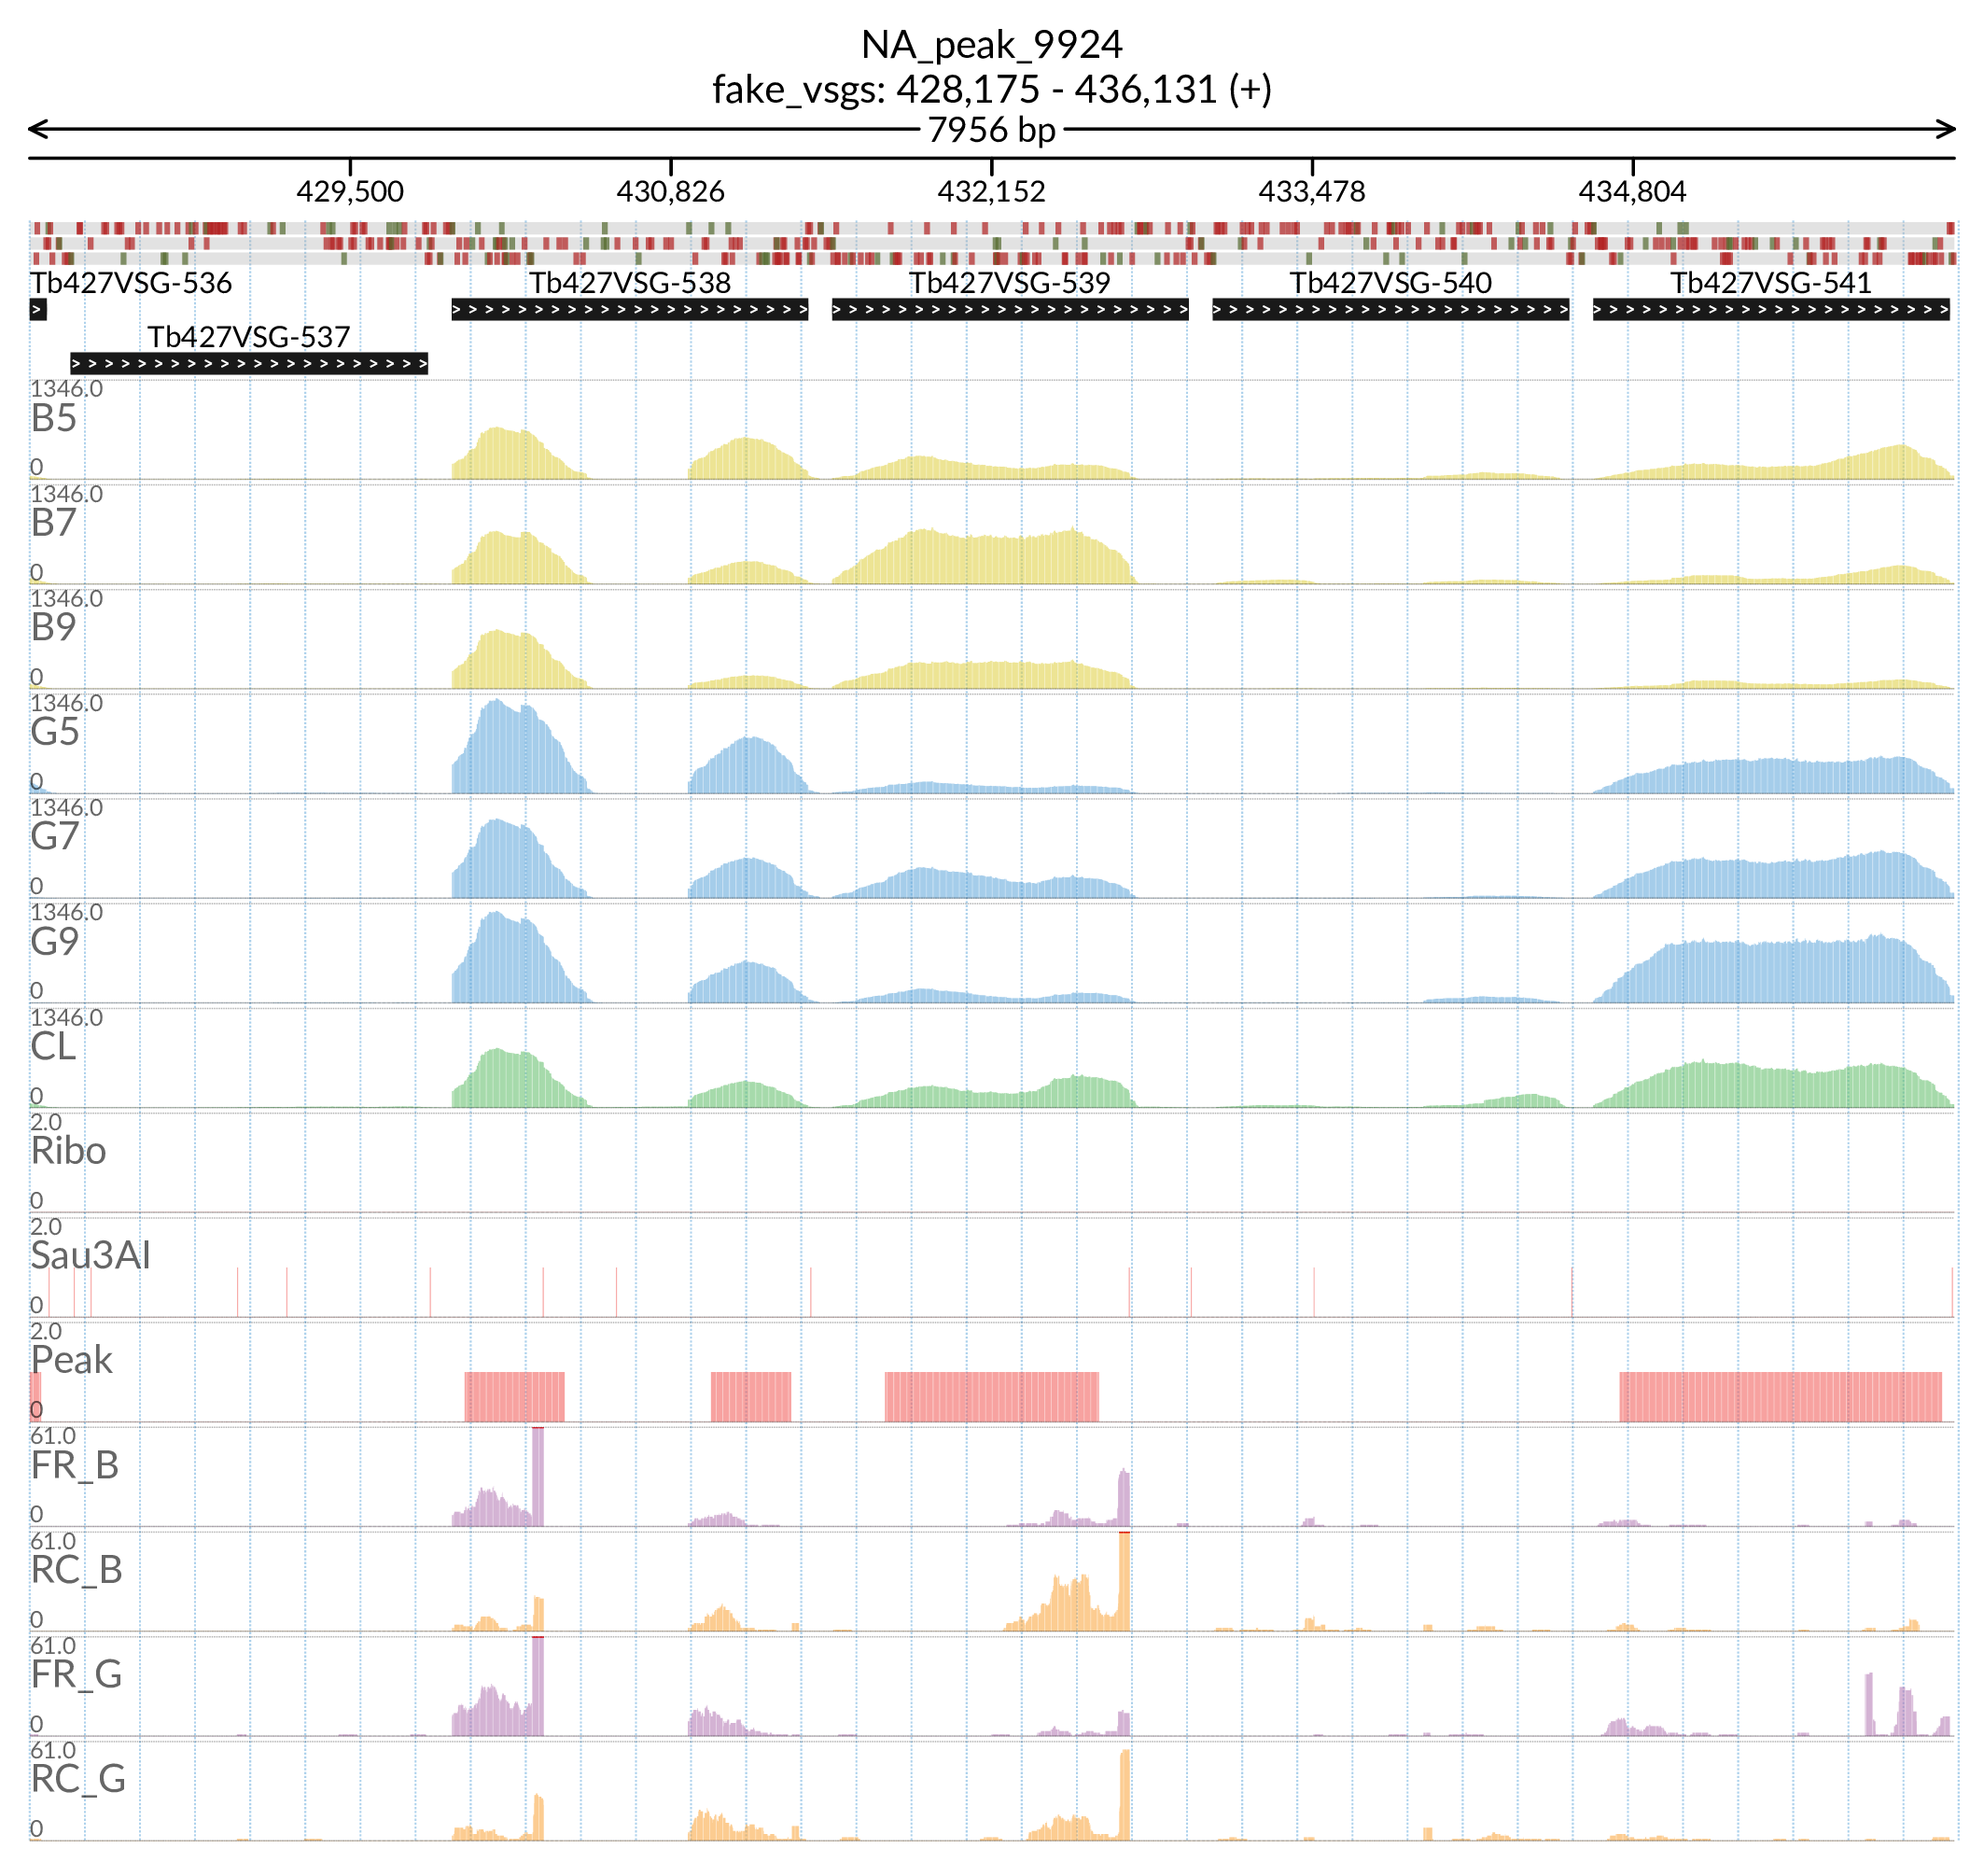 NA_peak_9924
fake_vsgs: 428,175 - 436,131 (+)
7956 bp
429,500 430,826 432,152 433,478 434,804
Tb427VSG-536 Tb427VSG-538 Tb427VSG-539 Tb427VSG-540 Tb427VSG-541
Tb427VSG-537
1346.0
B5
0
1346.0
B7
0
1346.0
B9
0
1346.0
G5
0
1346.0
G7
0
1346.0
G9
0
1346.0
CL
0
2.0
Ribo
0
2.0
Sau3AI
0
2.0
Peak
0
61.0
FR_B
0
61.0
RC_B
0
61.0
FR_G
0
61.0
RC_G
0